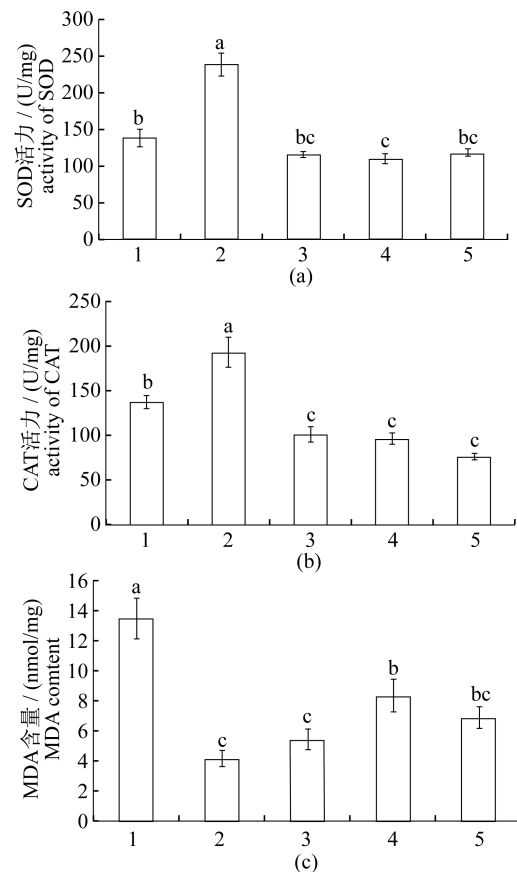 SOD活力 / (U/mg)
activity of SOD
300
250
200
150
100
50
0
b
a
bc
c
bc
1 2 3 4 5
(a)
CAT活力 / (U/mg)
activity of CAT
250
200
150
100
50
0
b
a
c
c
c
1 2 3 4 5
(b)
MDA含量 / (nmol/mg)
MDA comtent
16
14
12
10
8
6
4
2
0
a
c
c
b
bc
1 2 3 4 5
(c)